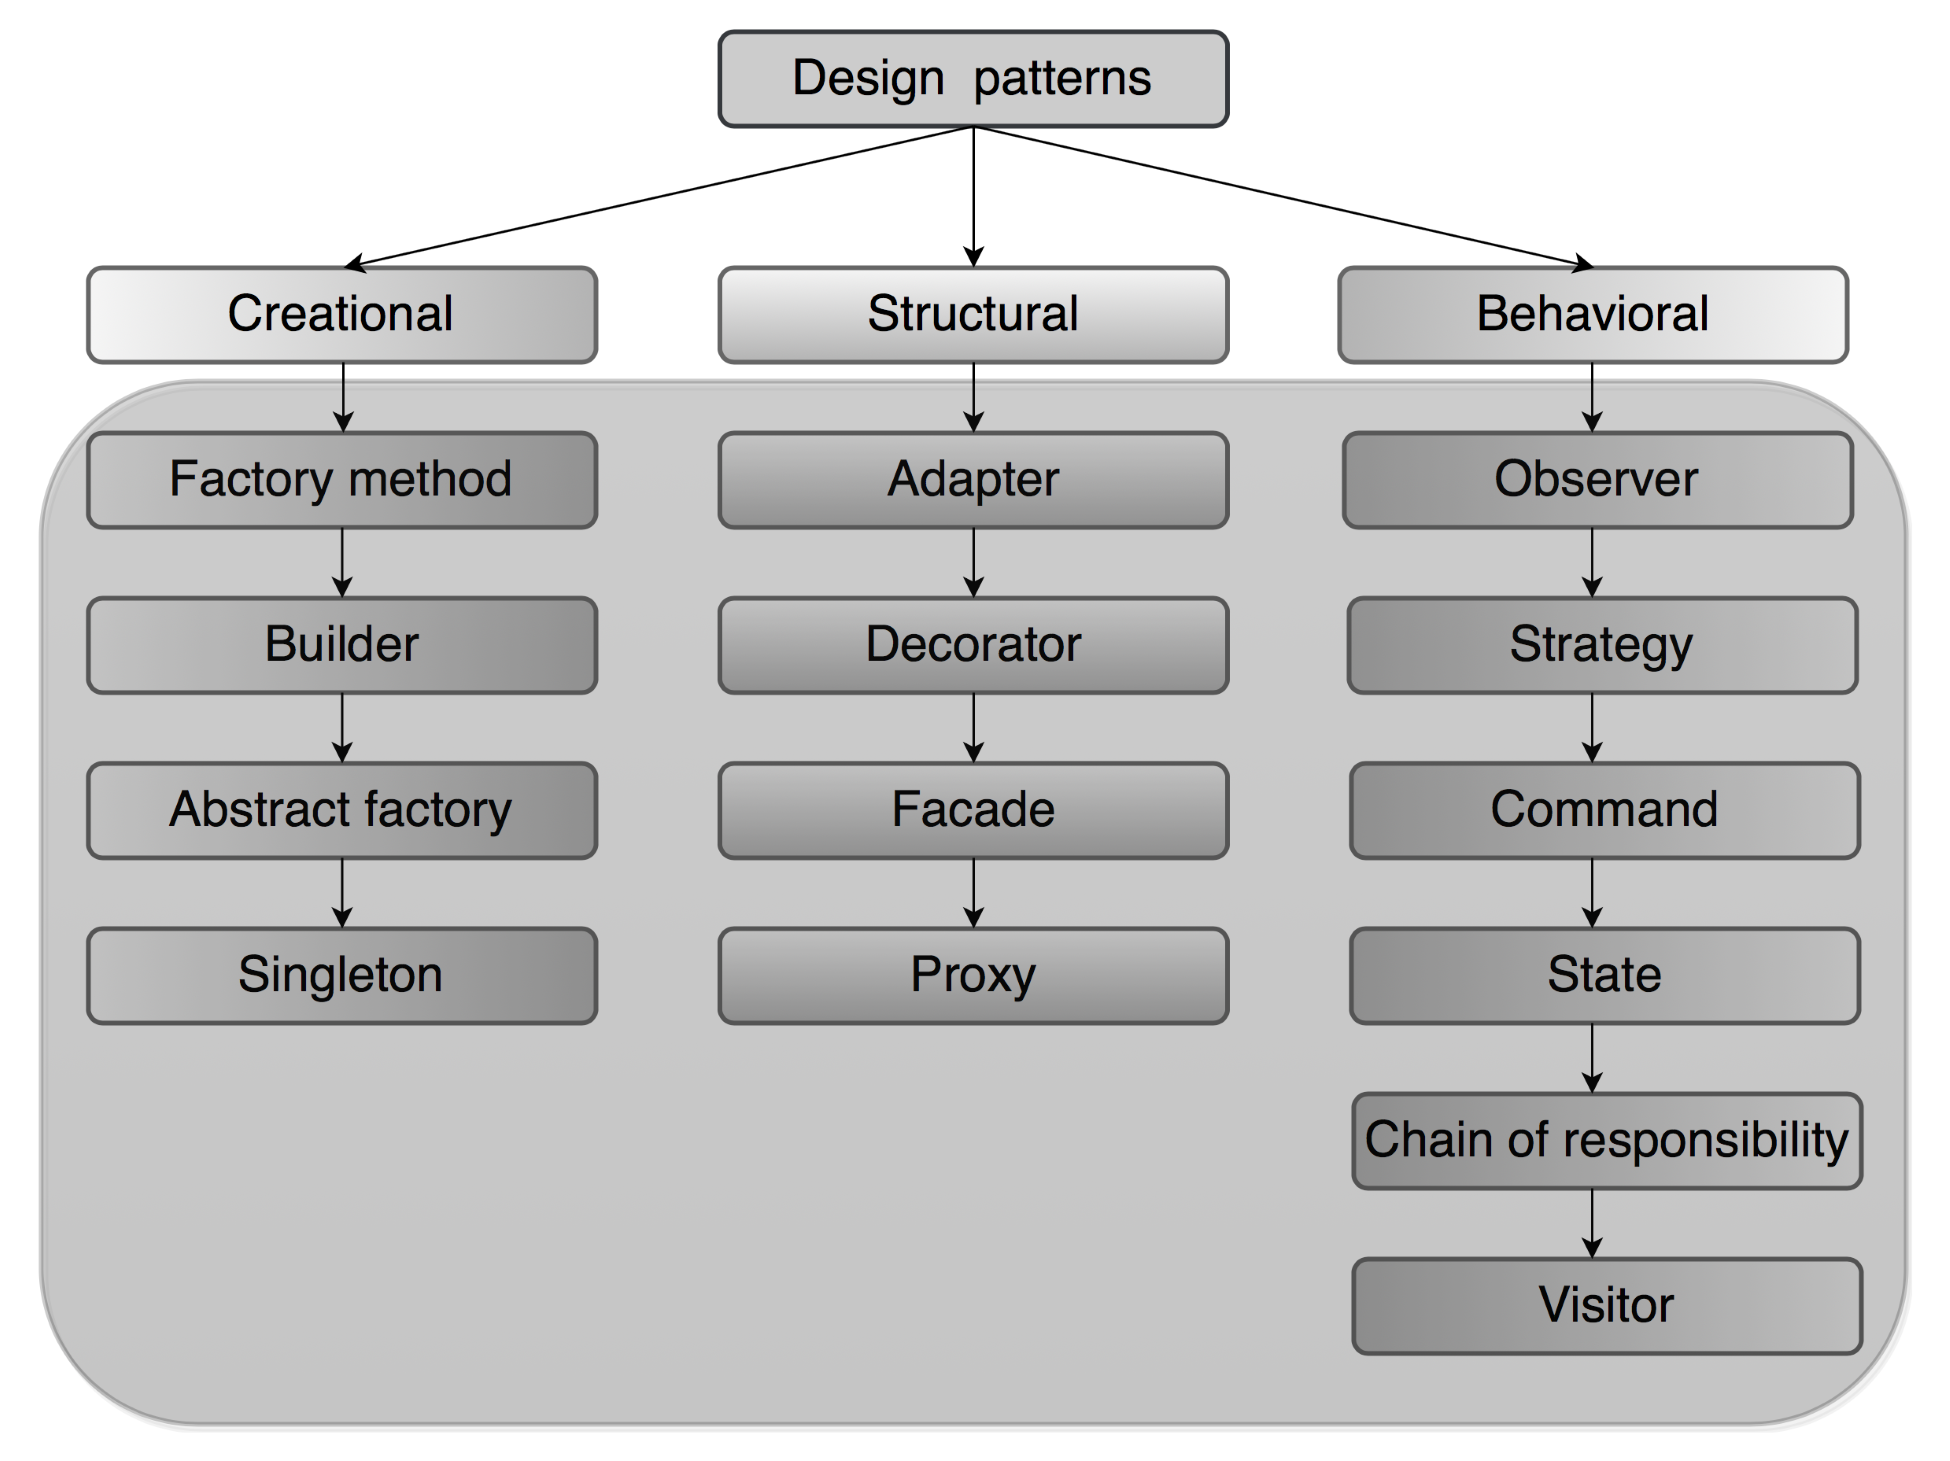 Design patterns
Creational
Structural
Behavioral
Factory method
Adapter
Observer
Builder
Decorator
Strategy
Abstract factory
Facade
Command
Singleton
Proxy
State
Chain of responsibility
Visitor